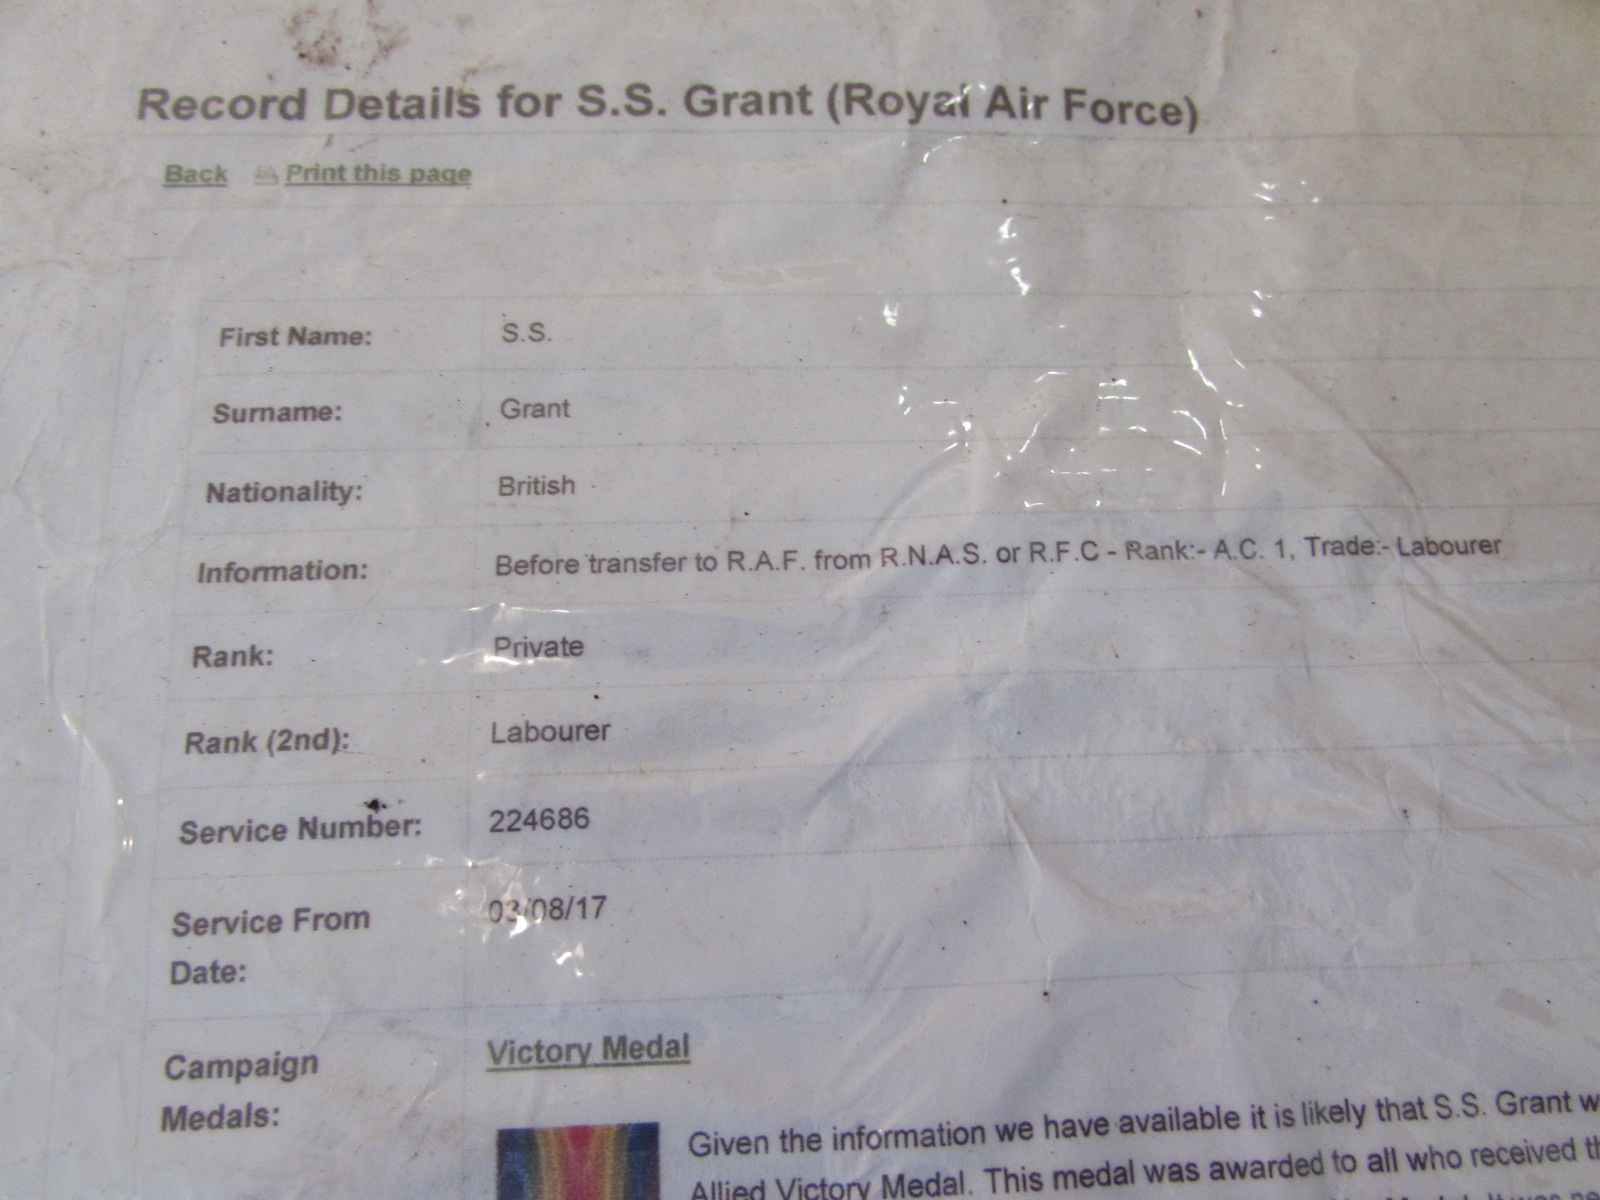 Record Details for S.S. Grant (Royal Air Force)
Back Print this page
First Name: S.S.
Surname: Grant
Nationality: British
Information: Before transfer to R.A.F. from R.N.A.S. or R.F.C - Rank:- A.C. 1, Trade:- Labourer
Rank: Private
Rank (2nd): Labourer
Service Number: 224686
Service From Date: 03/08/17
Campaign Medals: Victory Medal
Given the information we have available it is likely that S.S. Grant
Allied Victory Medal. This medal was awarded to all who received